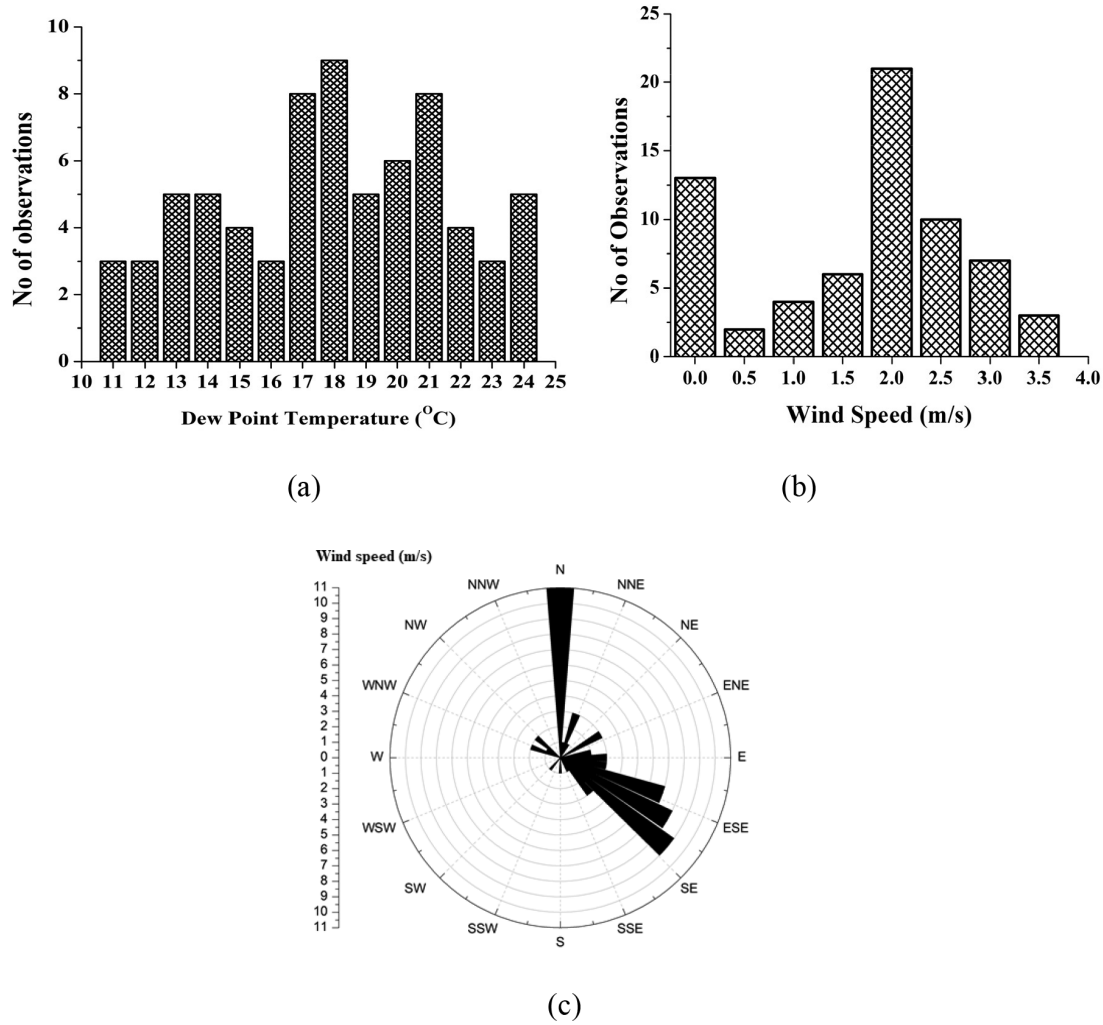 10
8
6
4
2
0
No of observations
10 11 12 13 14 15 16 17 18 19 20 21 22 23 24 25
Dew Point Temperature (ᴼC)
(a)
25
20
15
10
5
0
No of Observations
0.0 0.5 1.0 1.5 2.0 2.5 3.0 3.5 4.0
Wind Speed (m/s)
(b)
Wind speed (m/s)
11
10
9
8
7
6
5
4
3
2
1
0
1
2
3
4
5
6
7
8
9
10
11
N
NNE
NE
ENE
E
ESE
SE
SSE
S
SSW
SW
WSW
W
WNW
NW
NNW
(c)